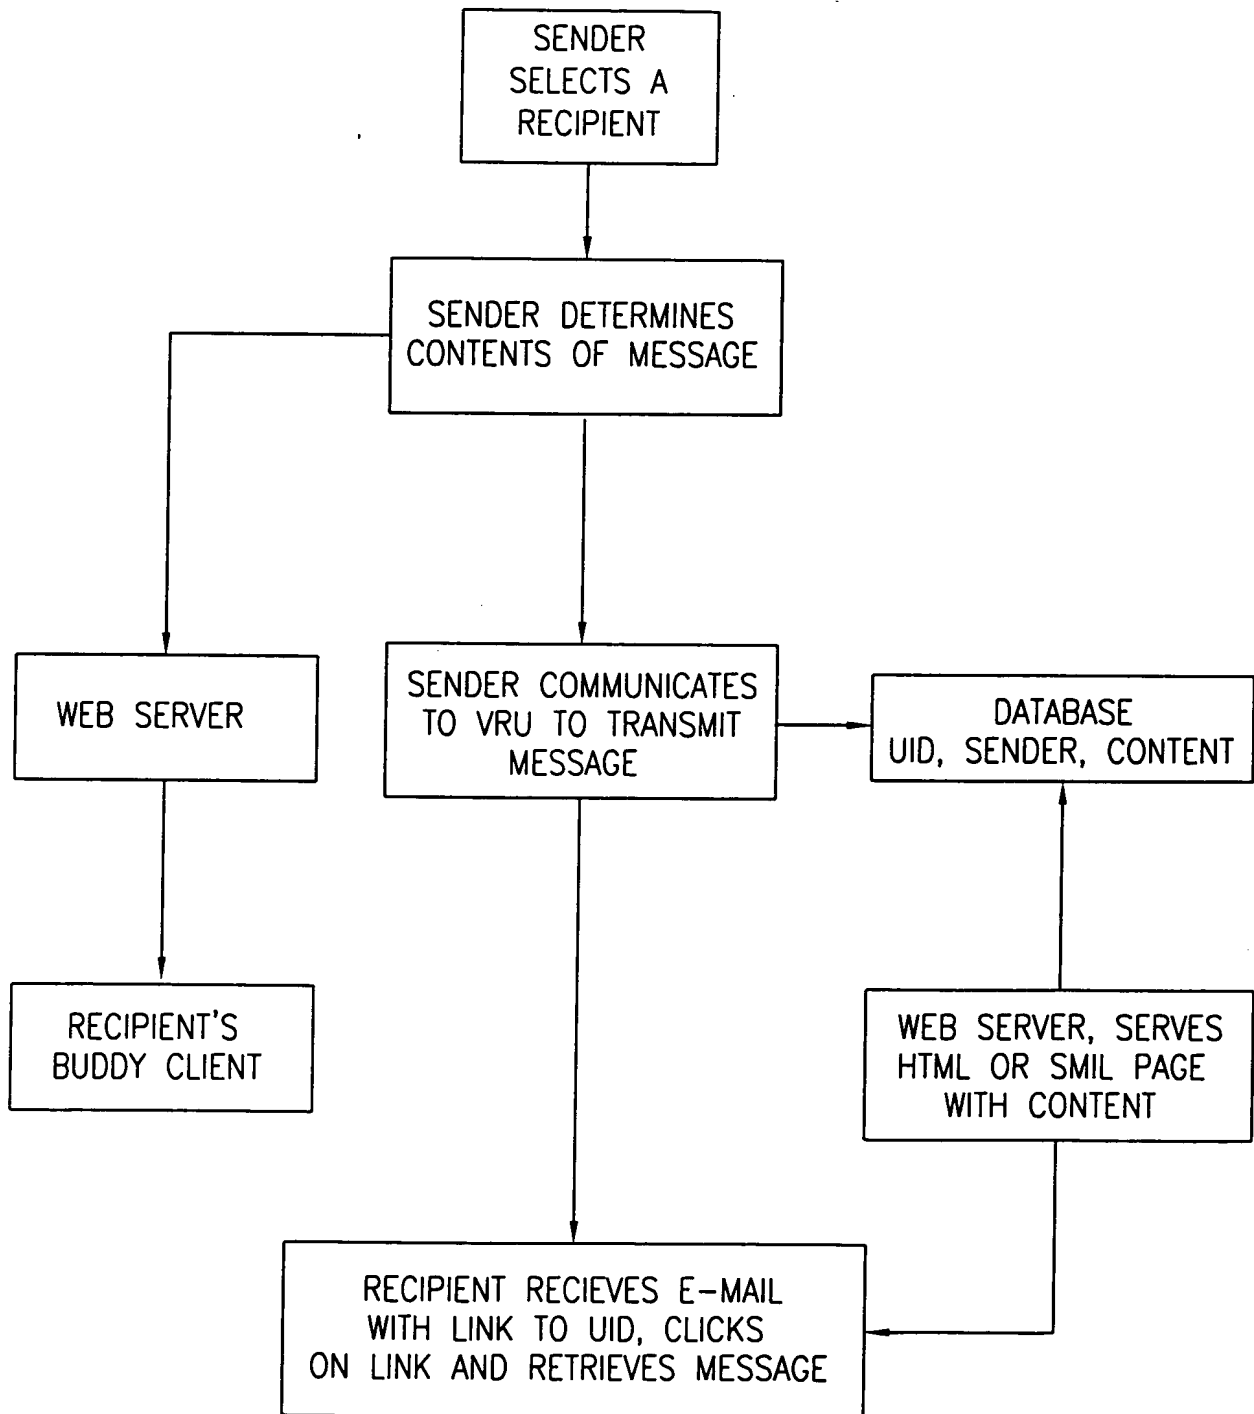 SENDER
SELECTS A
RECIPIENT
SENDER DETERMINES
CONTENTS OF MESSAGE
WEB SERVER
SENDER COMMUNICATES
TO VRU TO TRANSMIT
MESSAGE
DATABASE
UID, SENDER, CONTENT
RECIPIENT'S
BUDDY CLIENT
WEB SERVER, SERVES
HTML OR SMIL PAGE
WITH CONTENT
RECIPIENT RECIEVES E-MAIL
WITH LINK TO UID, CLICKS
ON LINK AND RETRIEVES MESSAGE